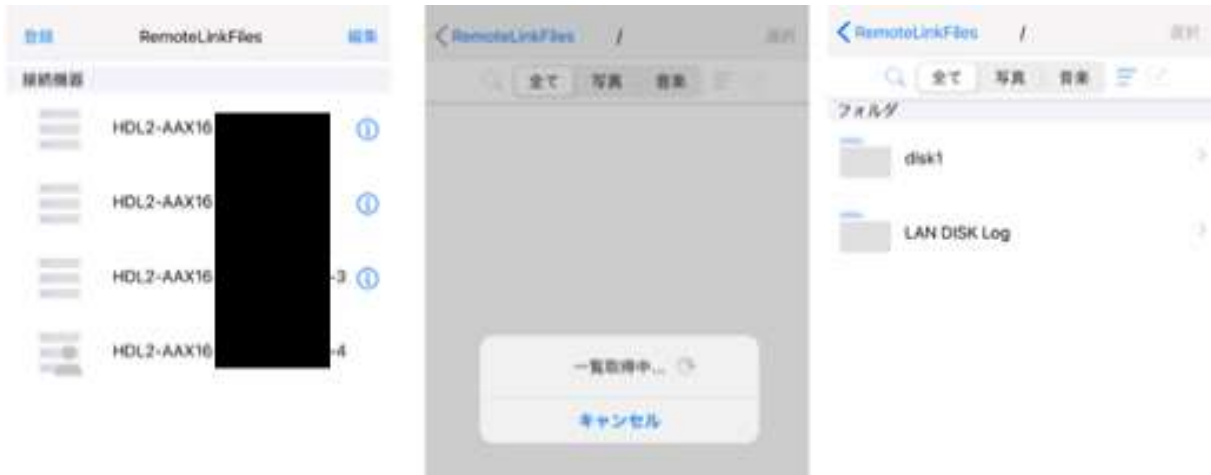 登録 RemoteLinkFiles 編集
接続機器
HDL2-AAX16
HDL2-AAX16
HDL2-AAX16 -3
HDL2-AAX16 -4
RemoteLinkFiles / 選択
全て 写真 音楽
一覧取得中...
キャンセル
RemoteLinkFiles / 選択
全て 写真 音楽
フォルダ
disk1
LAN DISK Log